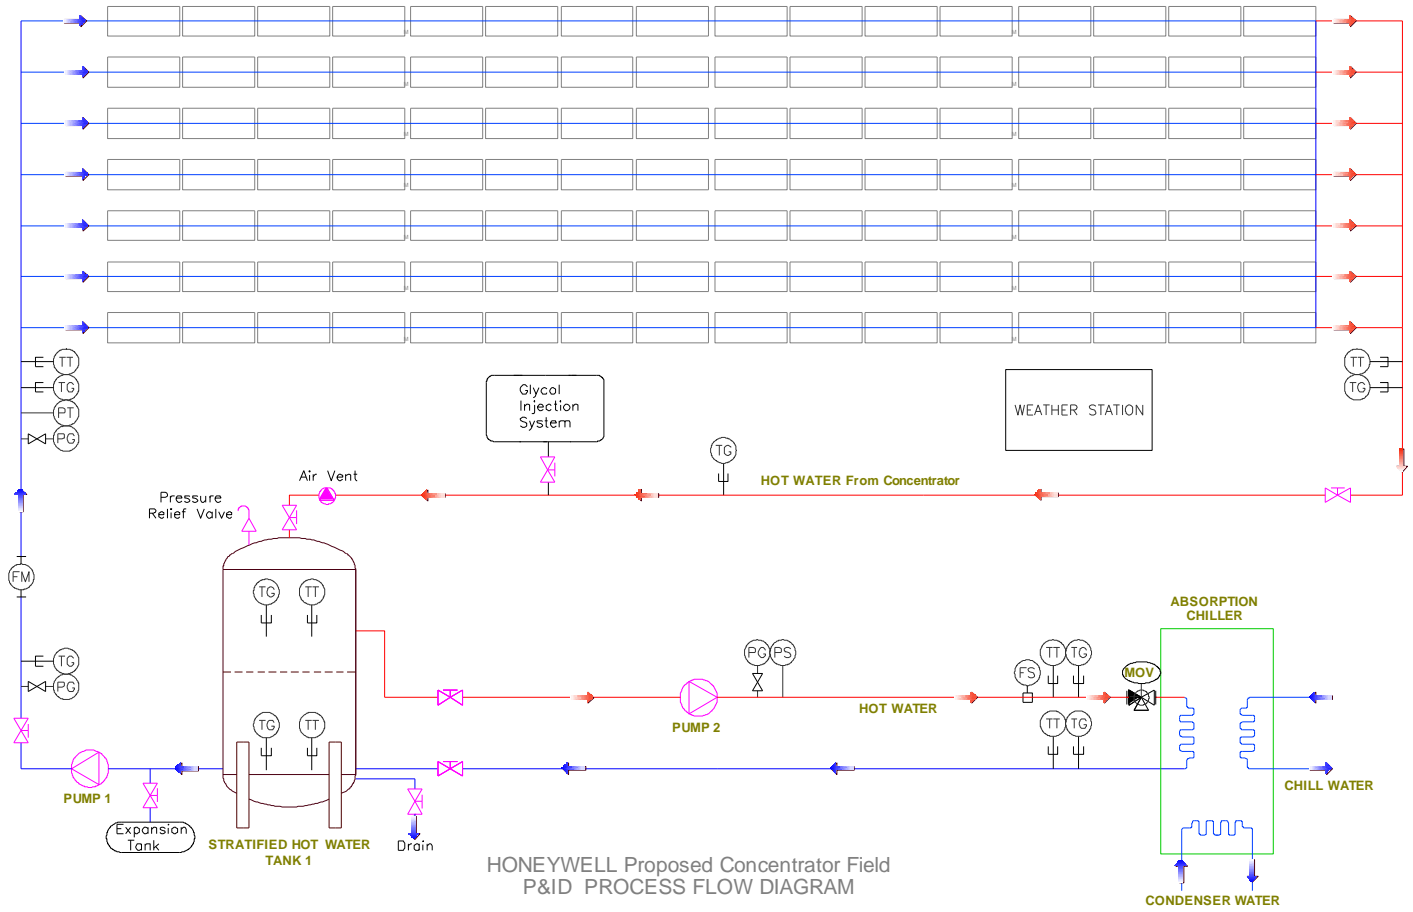 TT
TG
PT
PG
TT
TG
Glycol
Injection
System
WEATHER STATION
TG
HOT WATER From Concentrator
Air Vent
Pressure
Relief Valve
FM
TG
TT
TG
PG
TG
TT
PG
PS
FS
TT
TG
MOV
ABSORPTION
CHILLER
HOT WATER
PUMP 2
TT
TG
PUMP 1
CHILL WATER
Expansion
Tank
STRATIFIED HOT WATER
TANK 1
Drain
HONEYWELL Proposed Concentrator Field
P&ID PROCESS FLOW DIAGRAM
CONDENSER WATER